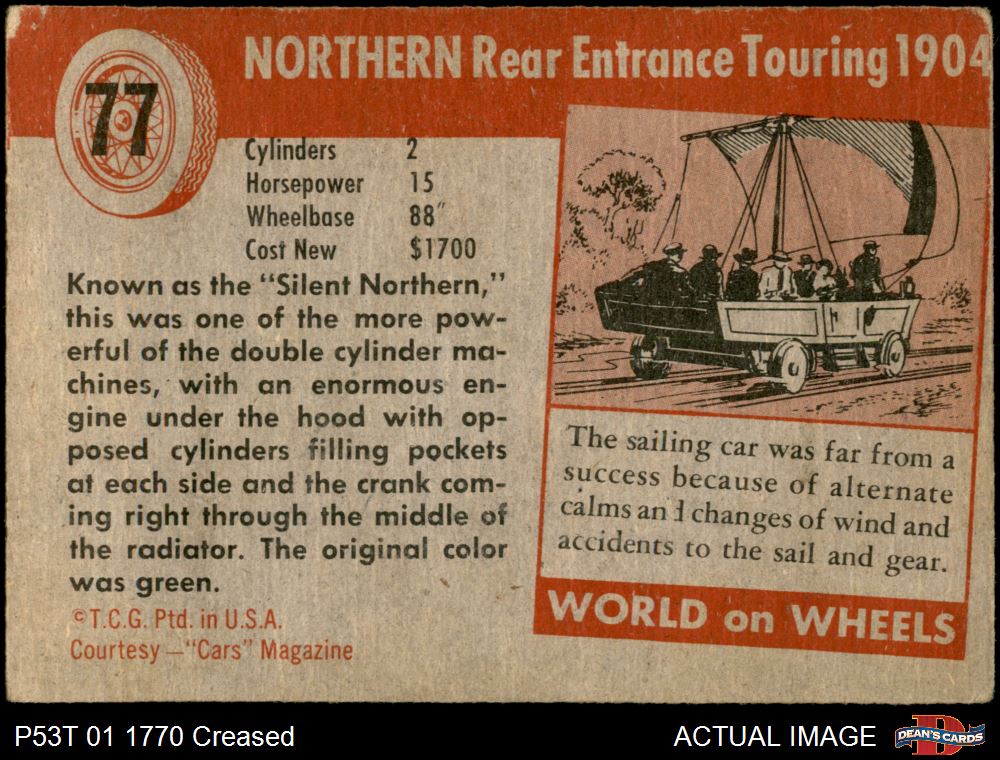 77
NORTHERN Rear Entrance Touring 1904
Cylinders 2
Horsepower 15
Wheelbase 88"
Cost New $1700
Known as the "Silent Northern,"
this was one of the more pow-
erful of the double cylinder ma-
chines, with an enormous en-
gine under the hood with op-
posed cylinders filling pockets
at each side and the crank com-
ing right through the middle of
the radiator. The original color
was green.
©T.C.G. Ptd. in U.S.A.
Courtesy —"Cars" Magazine
The sailing car was far from a
success because of alternate
calms and changes of wind and
accidents to the sail and gear.
WORLD on WHEELS
P53T 01 1770 Creased
ACTUAL IMAGE
D
DEAN'S CARDS